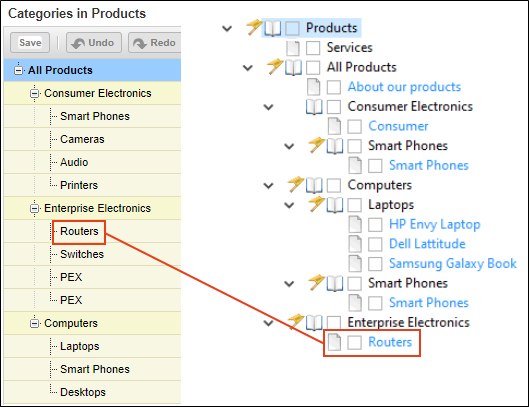 Categories in Products
Save Undo Redo
All Products
Consumer Electronics
Smart Phones
Cameras
Audio
Printers
Enterprise Electronics
Routers
Switches
PEX
PEX
Computers
Laptops
Smart Phones
Desktops
Products
Services
All Products
About our products
Consumer Electronics
Consumer
Smart Phones
Smart Phones
Computers
Laptops
HP Envy Laptop
Dell Lattitude
Samsung Galaxy Book
Smart Phones
Smart Phones
Enterprise Electronics
Routers